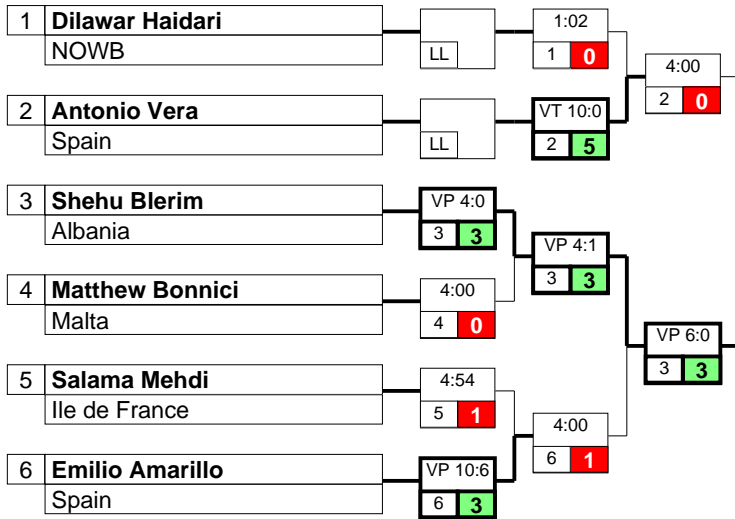 1 Dilawar Haidari
NOWB
LL
1:02
1 0
4:00
2 0
2 Antonio Vera
Spain
LL
VT 10:0
2 5
3 Shehu Blerim
Albania
VP 4:0
3 3
VP 4:1
3 3
4 Matthew Bonnici
Malta
4:00
4 0
VP 6:0
3 3
5 Salama Mehdi
Ile de France
4:54
5 1
4:00
6 1
6 Emilio Amarillo
Spain
VP 10:6
6 3